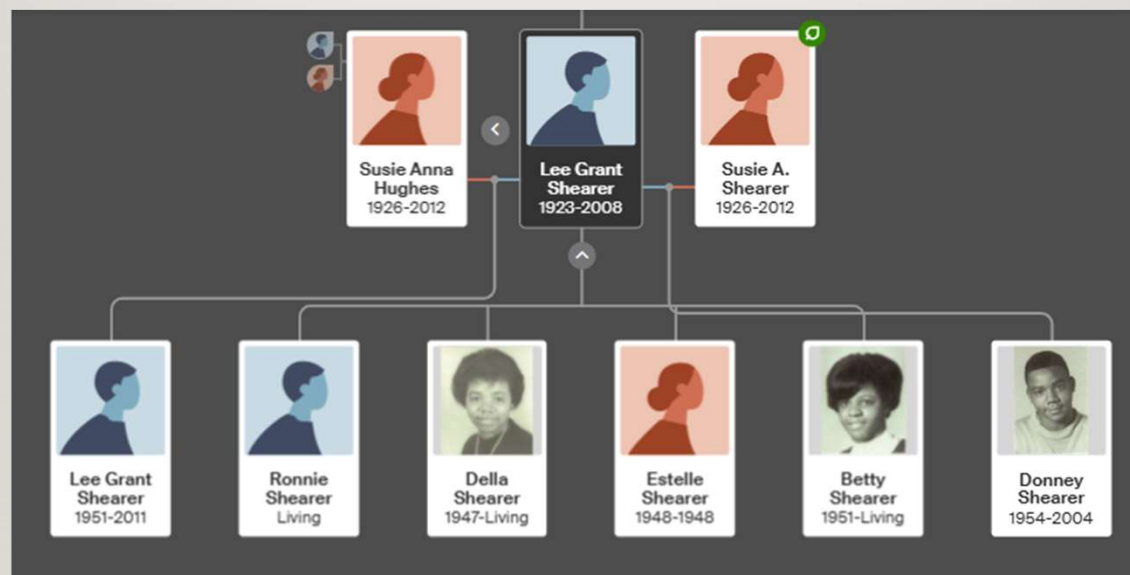 Susie Anna
Hughes
1926-2012
Lee Grant
Shearer
1923-2008
Susie A.
Shearer
1926-2012
Lee Grant
Shearer
1951-2011
Ronnie
Shearer
Living
Della
Shearer
1947-Living
Estelle
Shearer
1948-1948
Betty
Shearer
1951-Living
Donney
Shearer
1954-2004